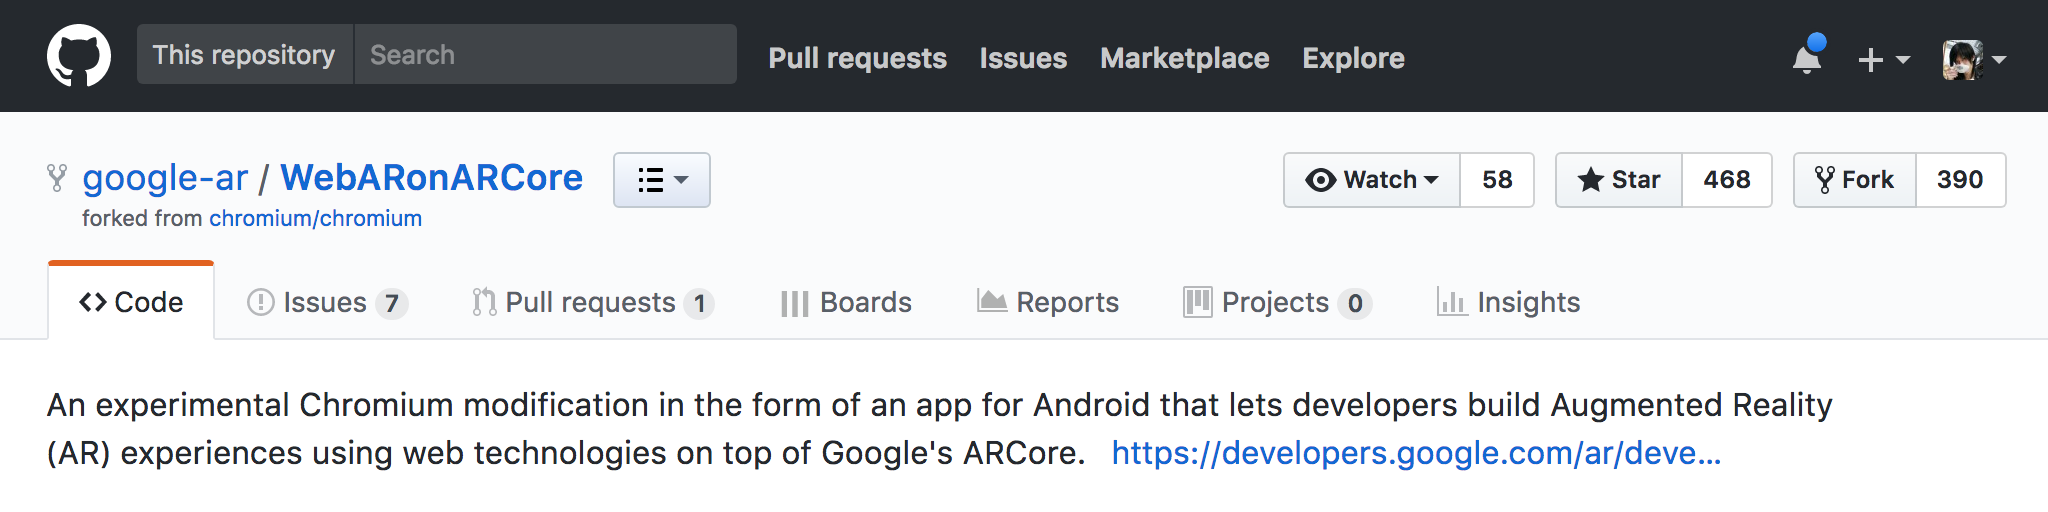 This repository Search Pull requests Issues Marketplace Explore
google-ar / WebARonARCore Watch 58 Star 468 Fork 390
forked from chromium/chromium
Code Issues 7 Pull requests 1 Boards Reports Projects 0 Insights
An experimental Chromium modification in the form of an app for Android that lets developers build Augmented Reality
(AR) experiences using web technologies on top of Google's ARCore. https://developers.google.com/ar/deve...